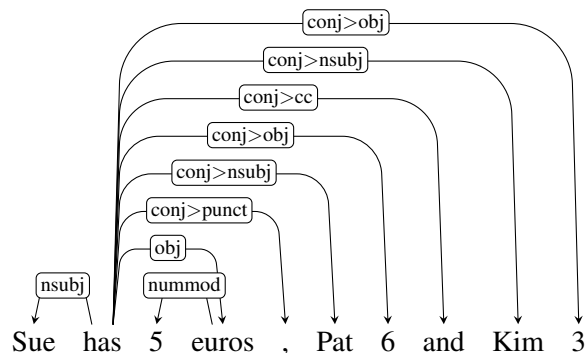 conj>obj
conj>nsubj
conj>cc
conj>obj
conj>nsubj
conj>punct
obj
nsubj nummod
Sue has 5 euros , Pat 6 and Kim 3